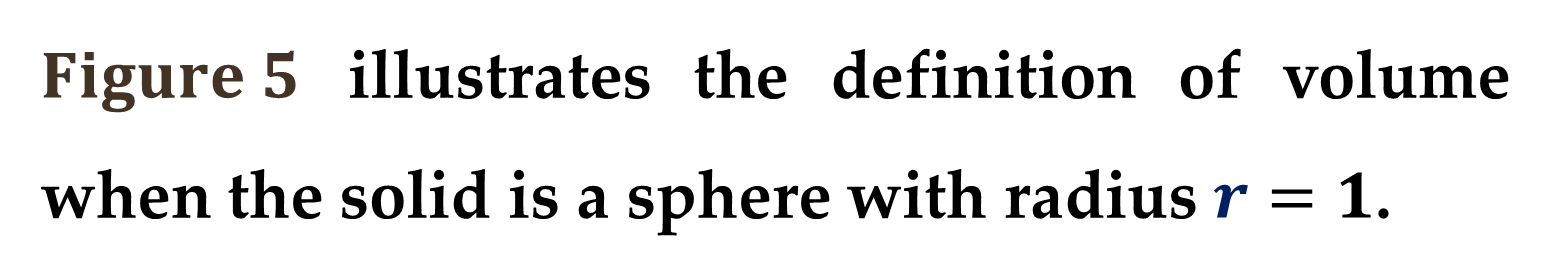 Figure 5 illustrates the definition of volume
when the solid is a sphere with radius r = 1.